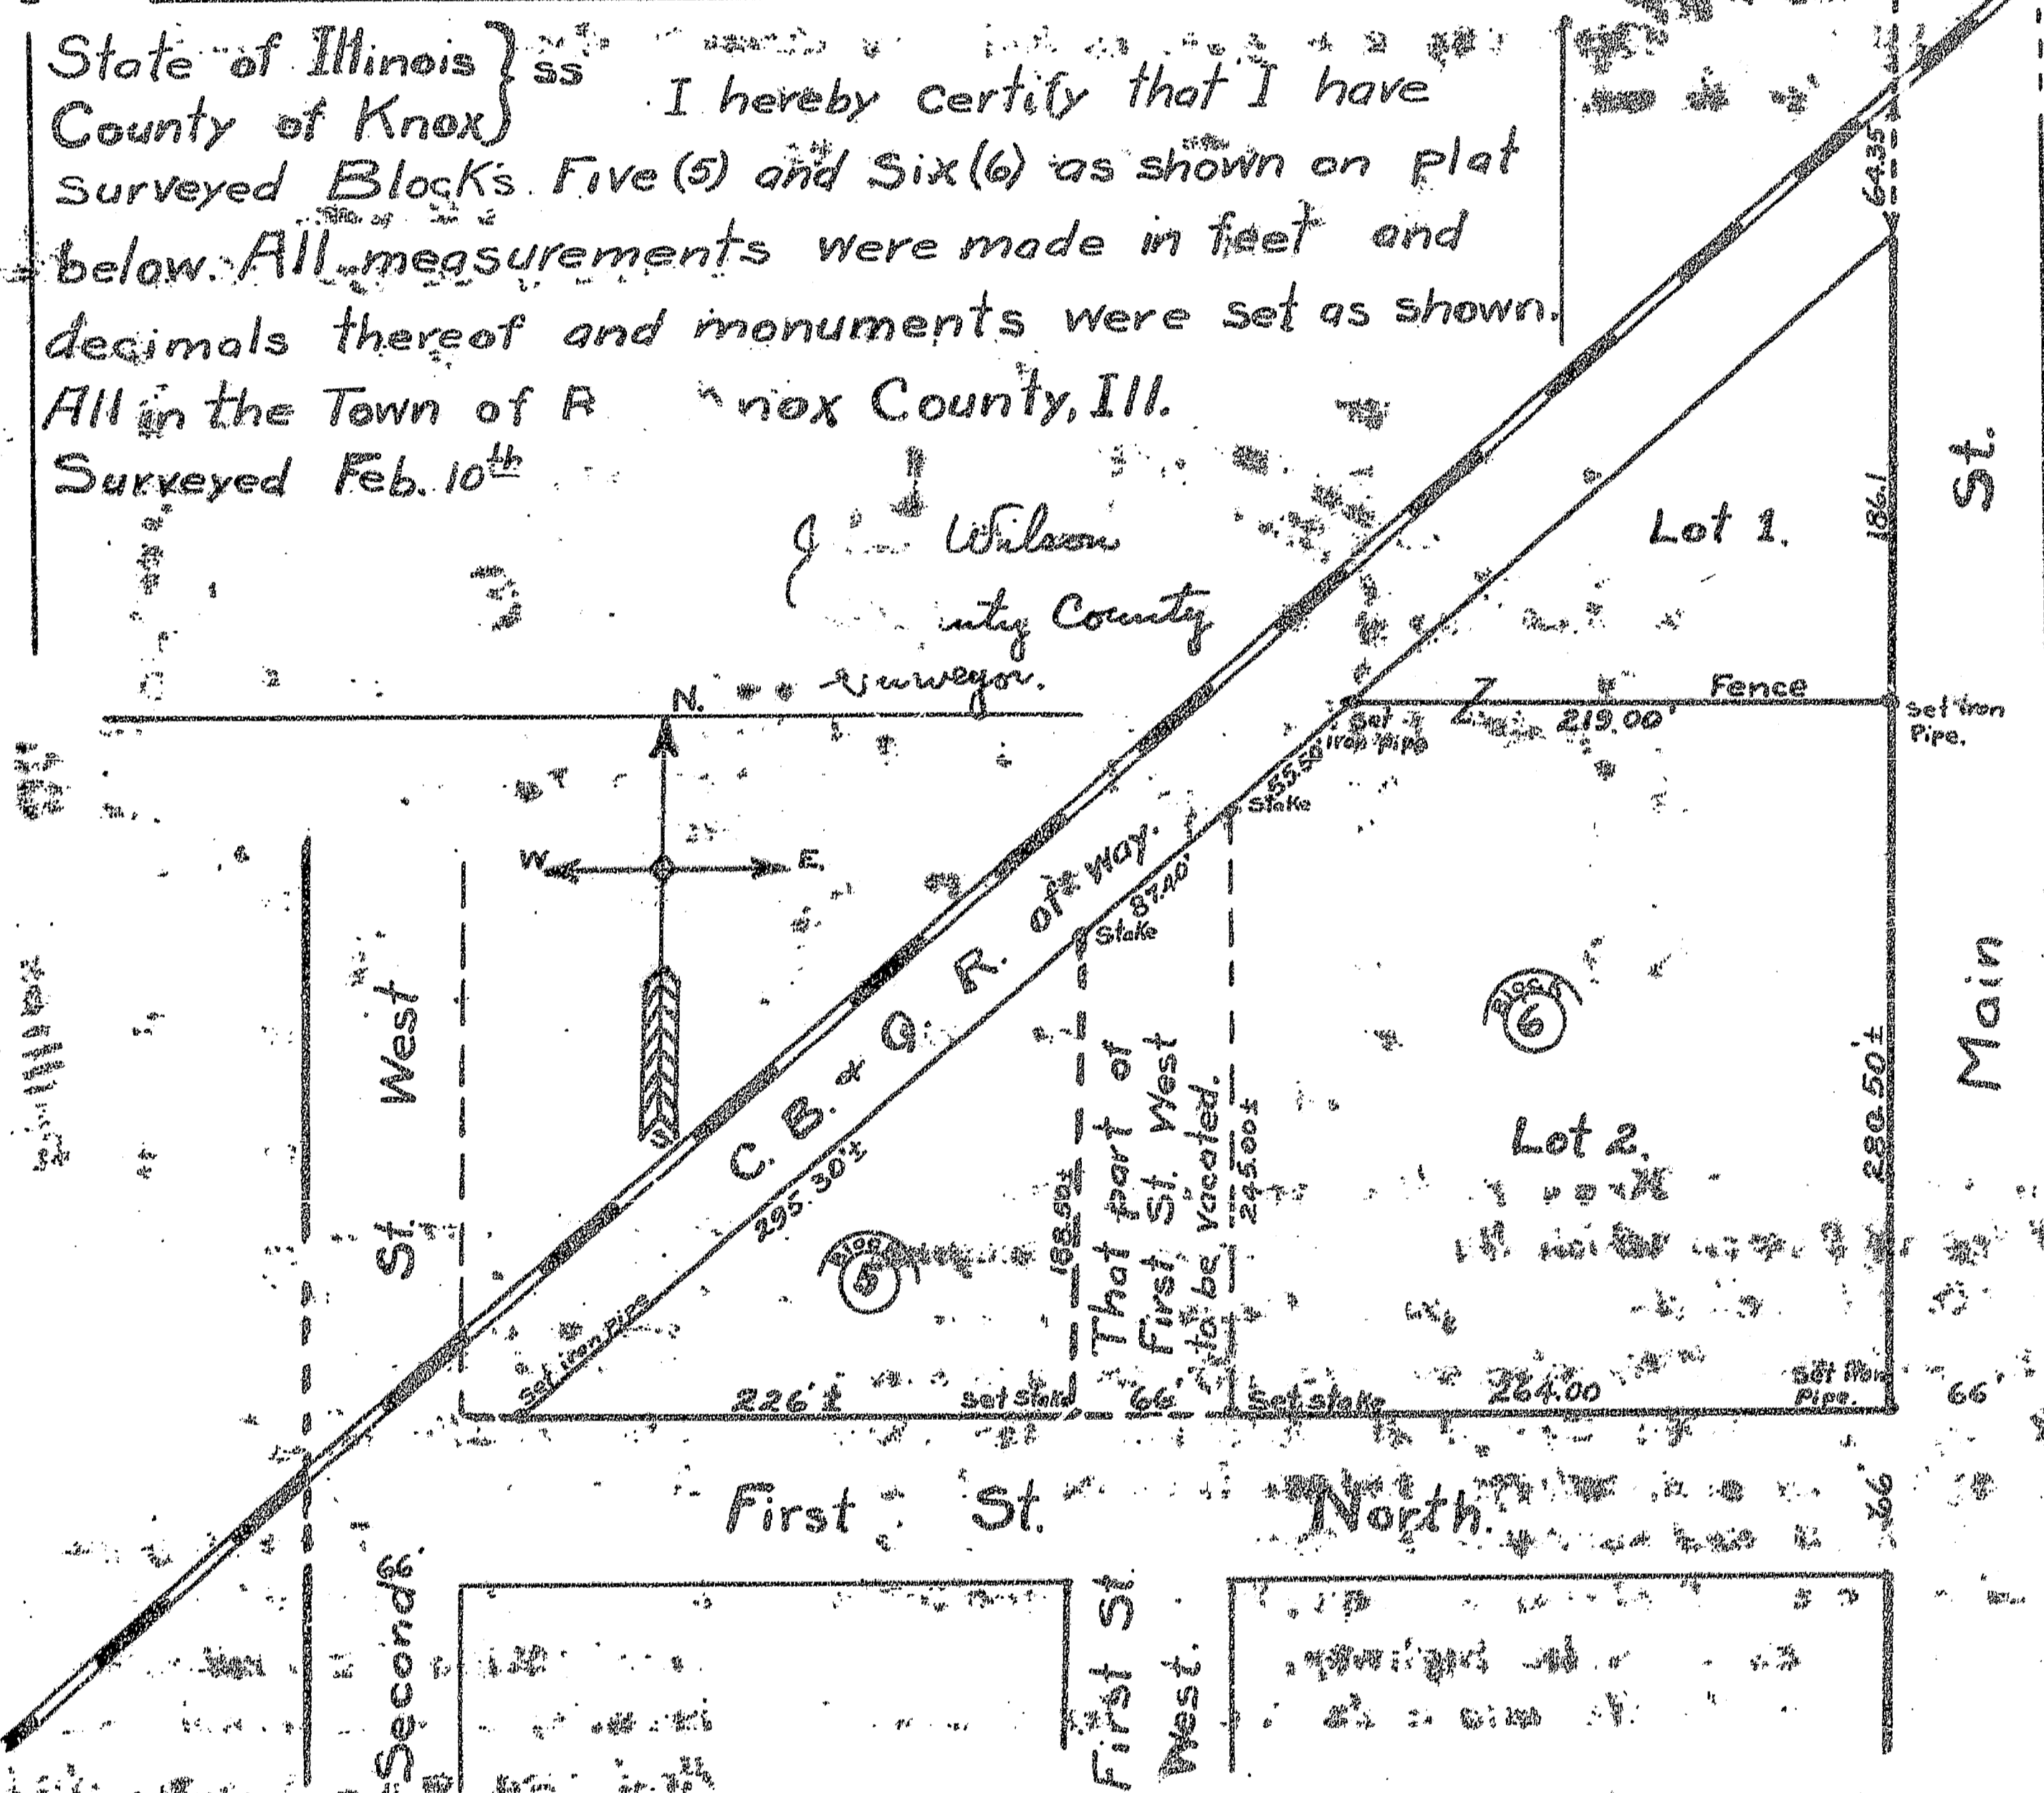 State of Illinois } ss
County of Knox
I hereby certify that I have
surveyed Blocks Five (5) and Six (6) as shown on plat
below. All measurements were made in feet and
decimals thereof and monuments were set as shown.
All in the Town of R nox County, Ill.
Surveyed Feb. 10th
J Wilson
nty County
Surveyor.
64.35
186.1
Lot 1.
St.
Main
N.
W.
E.
S.
Fence
219.00'
Set Iron Pipe
Set Iron
Pipe.
55.50'
Stake
87.40'
Stake
C. B. & Q. R. of Way.
295.30'±
West
St.
Block
6
Lot 2.
280.50'±
That part of
First St. West
to be vacated.
188.50±
245.00±
Block
5
Set iron pipe
226'±
Set stake
66'
Set stake
264.00
Set Iron
Pipe.
66'
First St. North.
66
Second
66.
First St.
West.